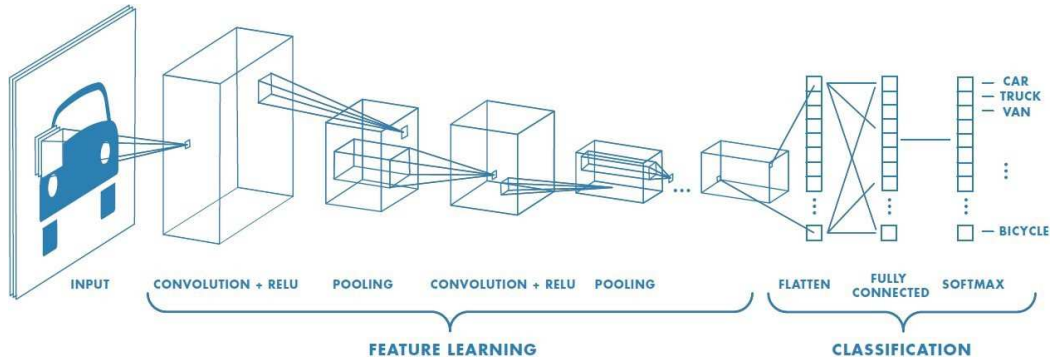 CAR
TRUCK
VAN
BICYCLE
INPUT
CONVOLUTION + RELU
POOLING
CONVOLUTION + RELU
POOLING
FLATTEN
FULLY
CONNECTED
SOFTMAX
FEATURE LEARNING
CLASSIFICATION